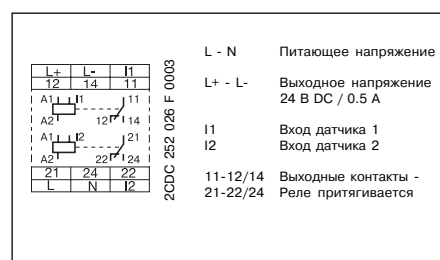 L+ L- I1
12 14 11
A1 I1 11
A2 12 14
A1 I2 21
A2 22 24
21 24 22
L N I2
2CDC 252 026 F 0003
L - N Питающее напряжение
L+ - L- Выходное напряжение
24 В DC / 0.5 A
I1 Вход датчика 1
I2 Вход датчика 2
11-12/14 Выходные контакты -
21-22/24 Реле притягивается